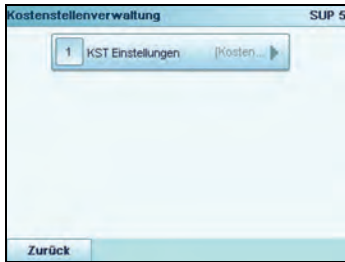 Kostenstellenverwaltung SUP 5
1 KST Einstellungen [Kosten...
Zurück